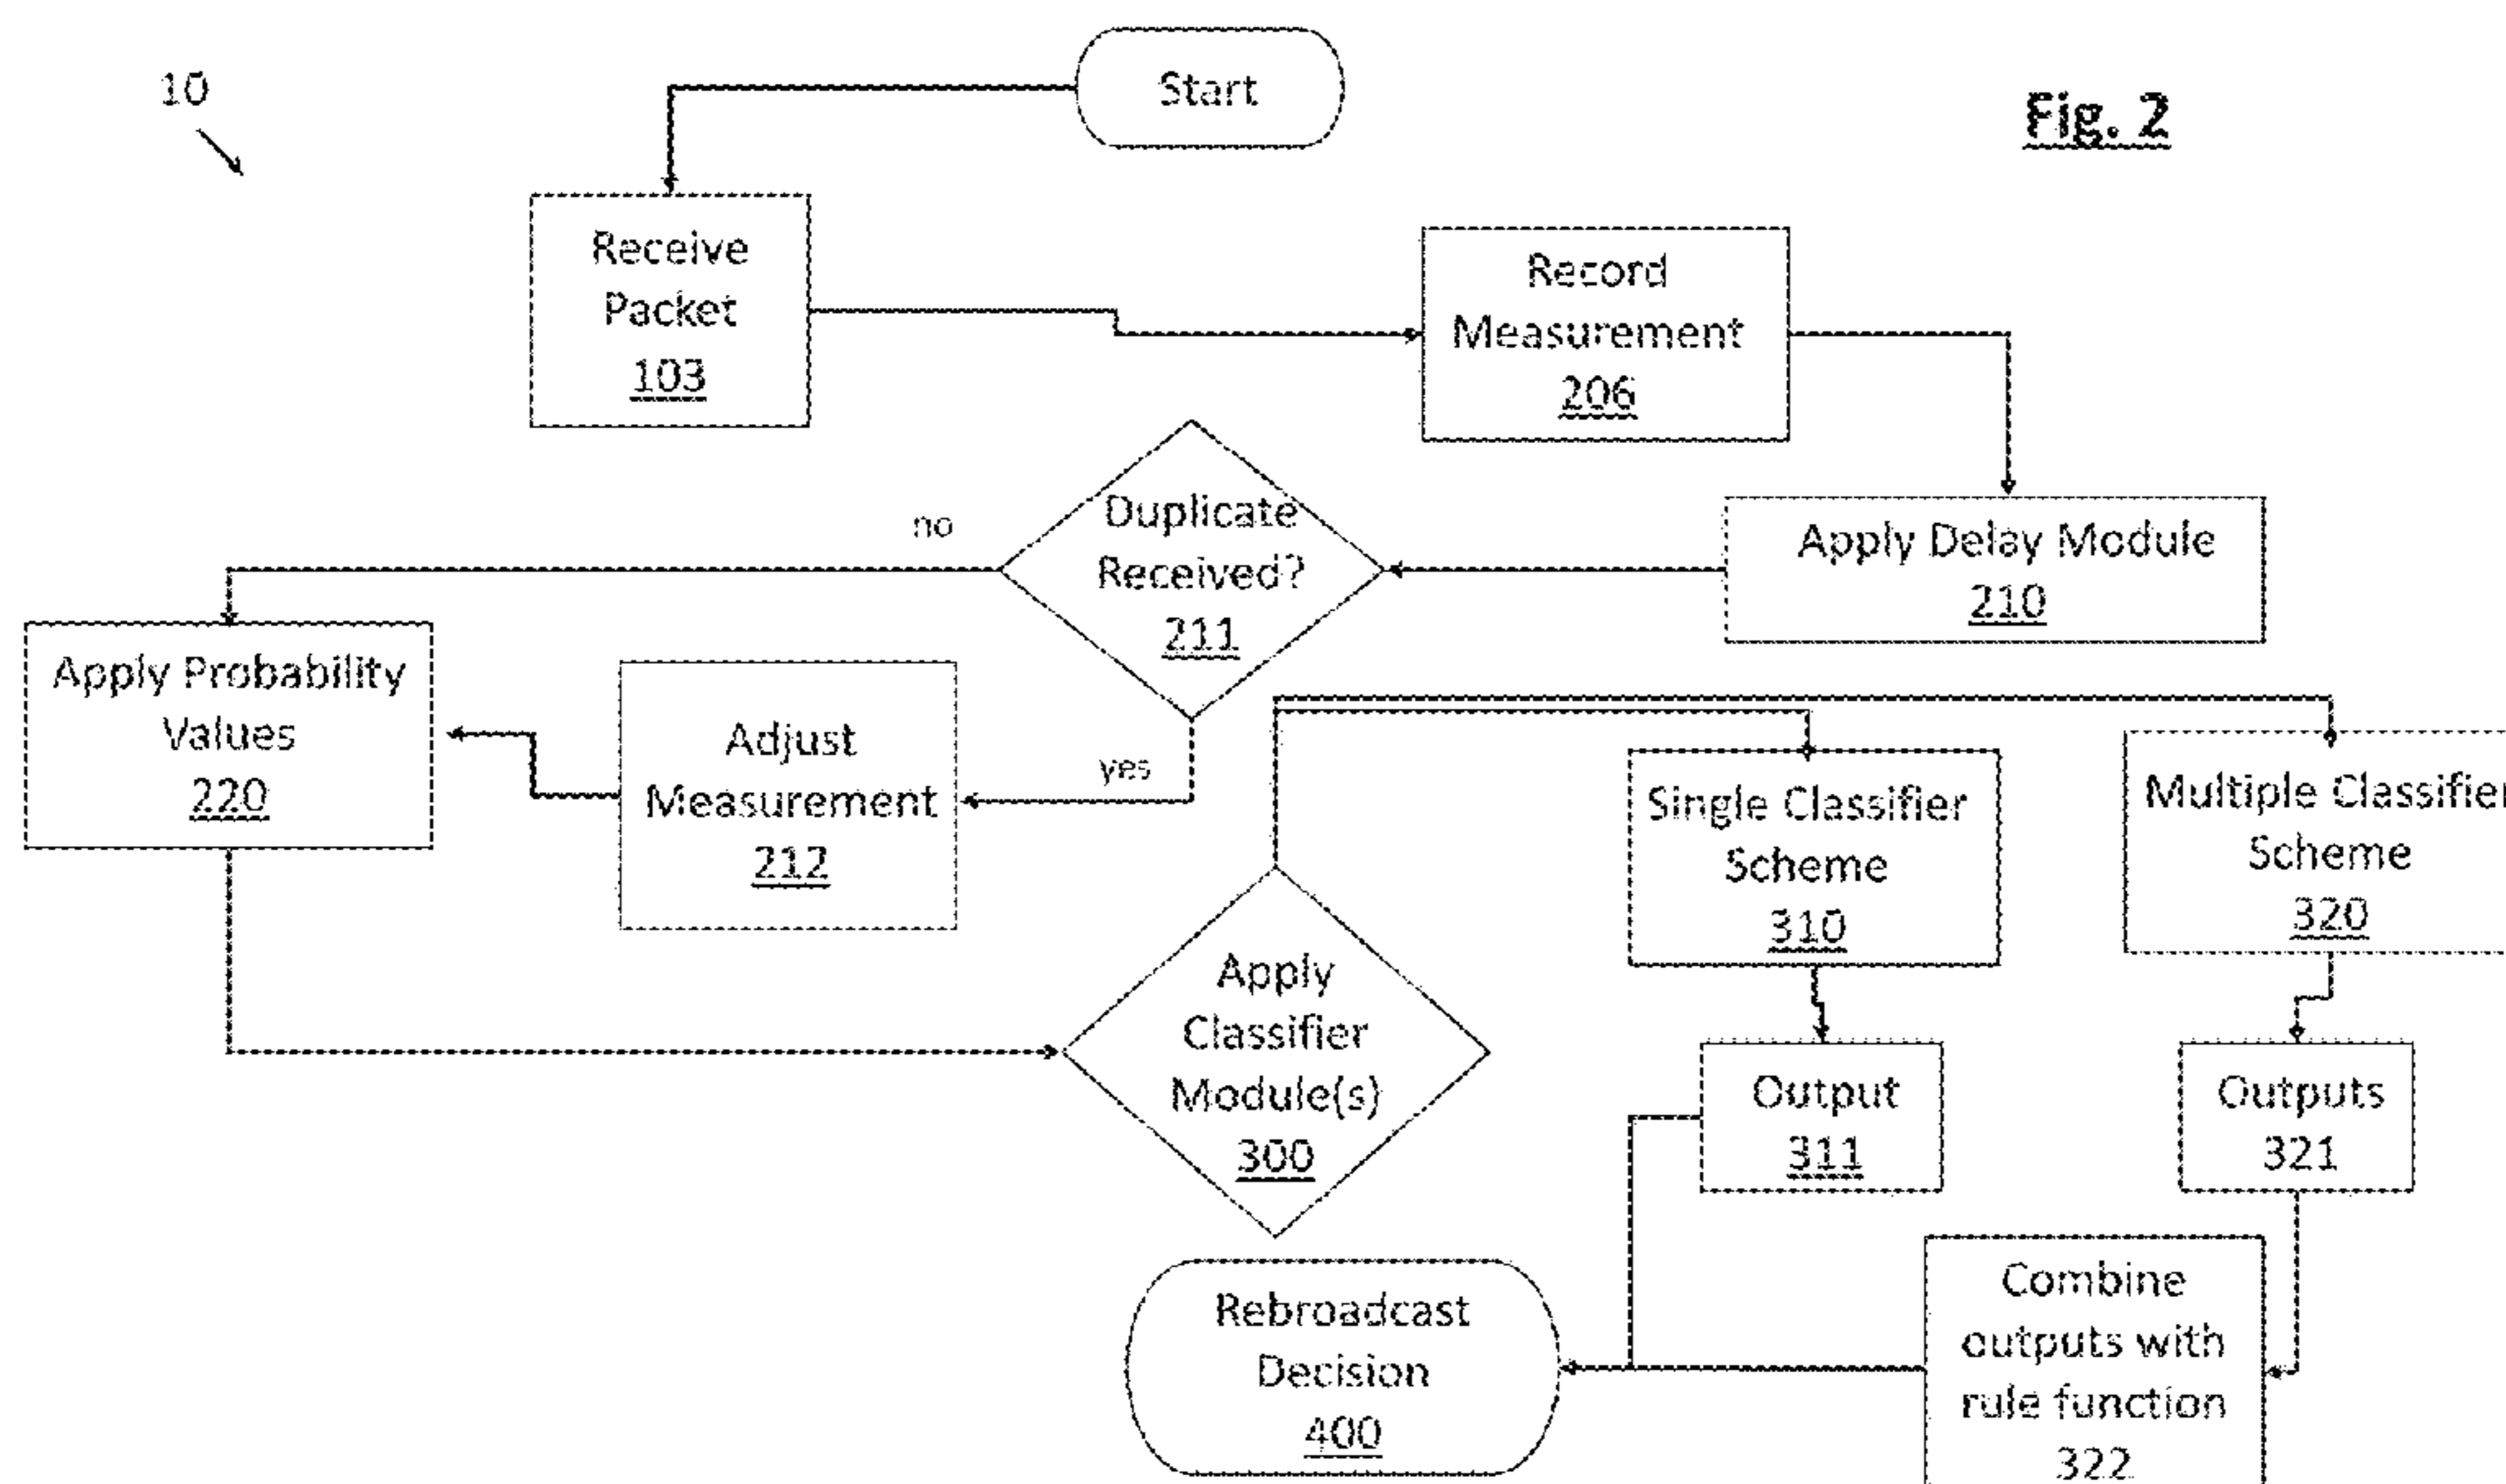 10
Start
Fig. 2
Receive
Packet
103
Record
Measurement
206
Duplicate
Received?
211
no
yes
Apply Delay Module
210
Apply Probability
Values
220
Adjust
Measurement
212
Single Classifier
Scheme
310
Multiple Classifier
Scheme
320
Apply
Classifier
Module(s)
300
Output
311
Outputs
321
Rebroadcast
Decision
400
Combine
outputs with
rule function
322